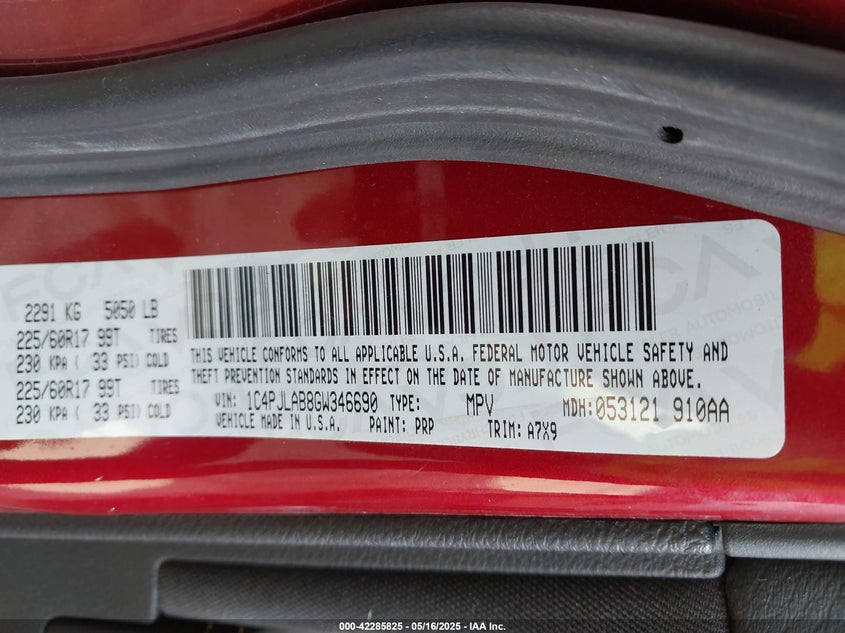 2291 KG 5050 LB
225/60R17 99T TIRES
230 KPA ( 33 PSI) COLD
225/60R17 99T TIRES
230 KPA ( 33 PSI) COLD
THIS VEHICLE CONFORMS TO ALL APPLICABLE U.S.A. FEDERAL MOTOR VEHICLE SAFETY AND
THEFT PREVENTION STANDARDS IN EFFECT ON THE DATE OF MANUFACTURE SHOWN ABOVE.
VIN: 1C4PJLAB8GW346690 TYPE: MPV MDH:053121 910AA
VEHICLE MADE IN U.S.A. PAINT: PRP TRIM: A7X9
000-42285825 - 05/16/2025 - IAA Inc.